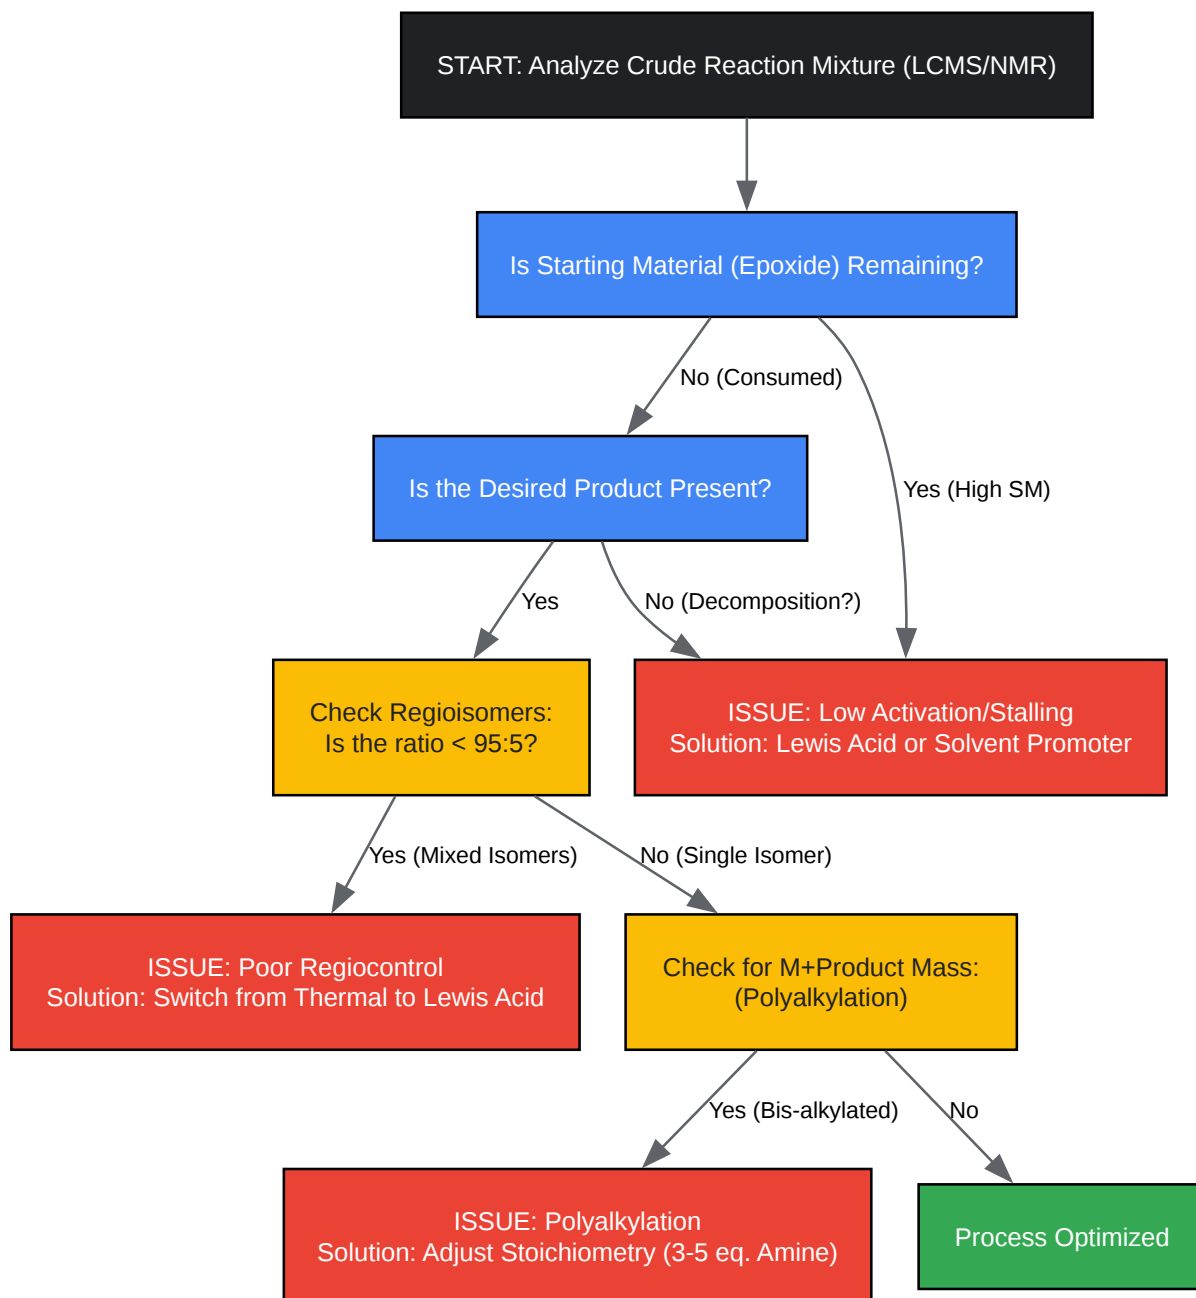 START: Analyze Crude Reaction Mixture (LCMS/NMR)
Is Starting Material (Epoxide) Remaining?
No (Consumed)
Is the Desired Product Present?
Yes (High SM)
Yes
No (Decomposition?)
Check Regioisomers:
Is the ratio < 95:5?
ISSUE: Low Activation/Stalling
Solution: Lewis Acid or Solvent Promoter
Yes (Mixed Isomers)
No (Single Isomer)
ISSUE: Poor Regiocontrol
Solution: Switch from Thermal to Lewis Acid
Check for M+Product Mass:
(Polyalkylation)
Yes (Bis-alkylated)
No
ISSUE: Polyalkylation
Solution: Adjust Stoichiometry (3-5 eq. Amine)
Process Optimized